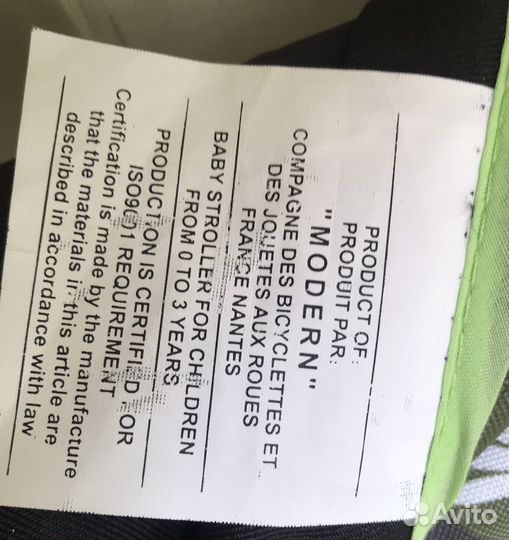 PRODUCT OF:
PRODUIT PAR:
"MODERN"
COMPAGNE DES BICYCLETTES ET
DES JOUETES AUX ROUES
FRANCE NANTES
BABY STROLLER FOR CHILDREN
FROM 0 TO 3 YEARS
PRODUCTION IS CERTIFIED FOR
ISO9001 REQUIREMENT
Certification is made by the manufacture
that the materials in this article are
described in accordance with law
Avito